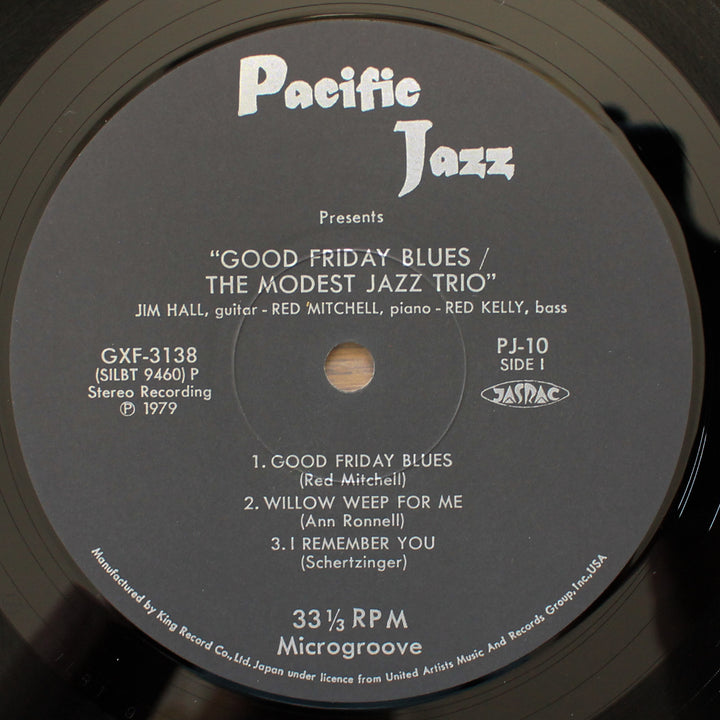 Pacific
Jazz
Presents
“GOOD FRIDAY BLUES /
THE MODEST JAZZ TRIO”
JIM HALL, guitar - RED MITCHELL, piano - RED KELLY, bass
GXF-3138
(SILBT 9460) P
Stereo Recording
Ⓟ 1979
PJ-10
SIDE 1
JASRAC
1. GOOD FRIDAY BLUES
(Red Mitchell)
2. WILLOW WEEP FOR ME
(Ann Ronnell)
3. I REMEMBER YOU
(Schertzinger)
33 1/3 RPM
Microgroove
Manufactured by King Record Co., Ltd. Japan under licence from United Artists Music And Records Group, Inc., USA